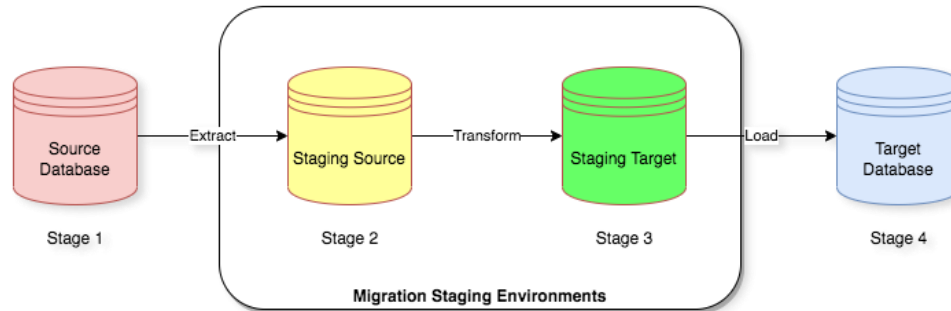 Source
Database
Extract
Staging Source
Transform
Staging Target
Load
Target
Database
Stage 1
Stage 2
Stage 3
Stage 4
Migration Staging Environments